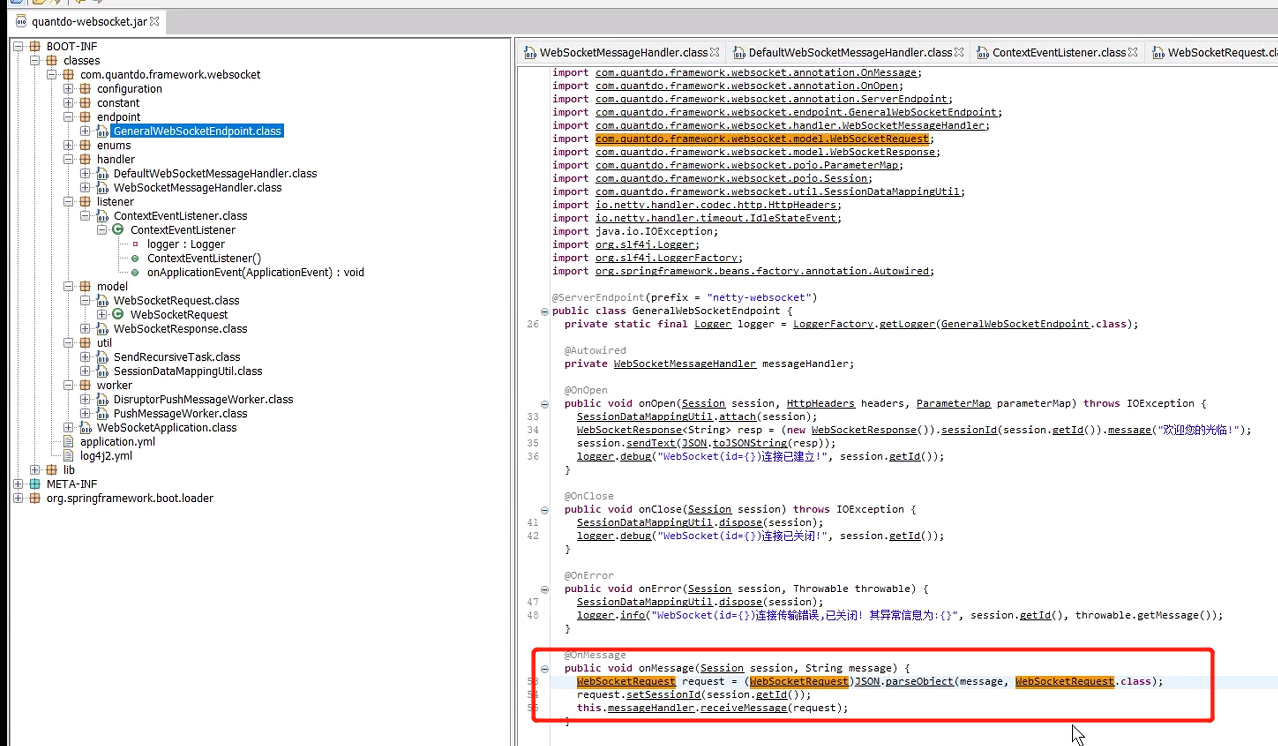 quantdo-websocket.jar
BOOT-INF
classes
com.quantdo.framework.websocket
configuration
constant
endpoint
GeneralWebSocketEndpoint.class
enums
handler
DefaultWebSocketMessageHandler.class
WebSocketMessageHandler.class
listener
ContextEventListener.class
ContextEventListener
logger : Logger
ContextEventListener()
onApplicationEvent(ApplicationEvent) : void
model
WebSocketRequest.class
WebSocketRequest
WebSocketResponse.class
util
SendRecursiveTask.class
SessionDataMappingUtil.class
worker
DisruptorPushMessageWorker.class
PushMessageWorker.class
WebSocketApplication.class
application.yml
log4j2.yml
lib
META-INF
org.springframework.boot.loader
WebSocketMessageHandler.class DefaultWebSocketMessageHandler.class ContextEventListener.class WebSocketRequest.cl
import com.quantdo.framework.websocket.annotation.OnMessage;
import com.quantdo.framework.websocket.annotation.OnOpen;
import com.quantdo.framework.websocket.annotation.ServerEndpoint;
import com.quantdo.framework.websocket.endpoint.GeneralWebSocketEndpoint;
import com.quantdo.framework.websocket.handler.WebSocketMessageHandler;
import com.quantdo.framework.websocket.model.WebSocketRequest;
import com.quantdo.framework.websocket.model.WebSocketResponse;
import com.quantdo.framework.websocket.pojo.ParameterMap;
import com.quantdo.framework.websocket.pojo.Session;
import com.quantdo.framework.websocket.util.SessionDataMappingUtil;
import io.netty.handler.codec.http.HttpHeaders;
import io.netty.handler.timeout.IdleStateEvent;
import java.io.IOException;
import org.slf4j.Logger;
import org.slf4j.LoggerFactory;
import org.springframework.beans.factory.annotation.Autowired;
@ServerEndpoint(prefix = "netty-websocket")
public class GeneralWebSocketEndpoint {
26 private static final Logger logger = LoggerFactory.getLogger(GeneralWebSocketEndpoint.class);
@Autowired
private WebSocketMessageHandler messageHandler;
@OnOpen
public void onOpen(Session session, HttpHeaders headers, ParameterMap parameterMap) throws IOException {
33 SessionDataMappingUtil.attach(session);
34 WebSocketResponse<String> resp = (new WebSocketResponse()).sessionId(session.getId()).message("欢迎您的光临!");
35 session.sendText(JSON.toJSONString(resp));
36 logger.debug("WebSocket(id={})连接已建立!", session.getId());
}
@OnClose
public void onClose(Session session) throws IOException {
41 SessionDataMappingUtil.dispose(session);
42 logger.debug("WebSocket(id={})连接已关闭!", session.getId());
}
@OnError
public void onError(Session session, Throwable throwable) {
47 SessionDataMappingUtil.dispose(session);
48 logger.info("WebSocket(id={})连接传输错误,已关闭! 其异常信息为:{}", session.getId(), throwable.getMessage());
}
@OnMessage
public void onMessage(Session session, String message) {
53 WebSocketRequest request = (WebSocketRequest)JSON.parseObject(message, WebSocketRequest.class);
54 request.setSessionId(session.getId());
55 this.messageHandler.receiveMessage(request);
}